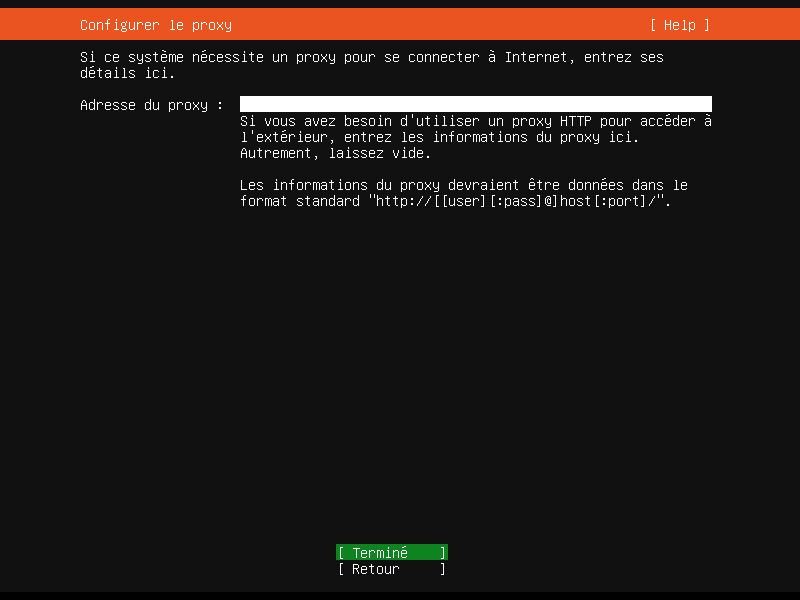 Configurer le proxy [ Help ]
Si ce système nécessite un proxy pour se connecter à Internet, entrez ses
détails ici.
Adresse du proxy :
Si vous avez besoin d'utiliser un proxy HTTP pour accéder à
l'extérieur, entrez les informations du proxy ici.
Autrement, laissez vide.
Les informations du proxy devraient être données dans le
format standard "http://[[user][:pass]@]host[:port]/".
[ Terminé ]
[ Retour ]